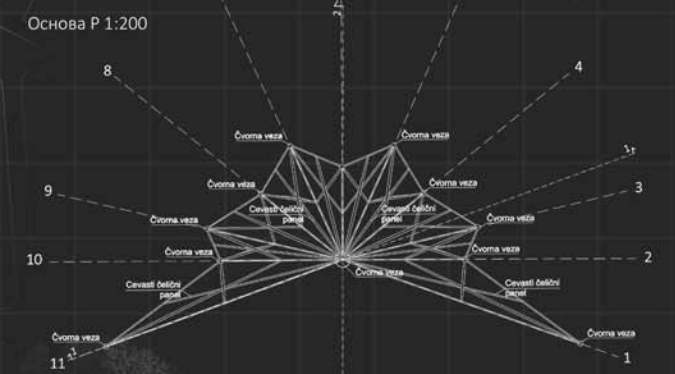 Основа Р 1:200
8
4
Čvorna veza
Čvorna veza
9
Čvorna veza
Čvorna veza
3
Čvorna veza
Cevasti čelični
panel
Cevasti čelični
panel
Čvorna veza
10
Čvorna veza
Čvorna veza
2
Čvorna veza
Cevasti čelični
panel
Cevasti čelični
panel
Čvorna veza
Čvorna veza
11
1